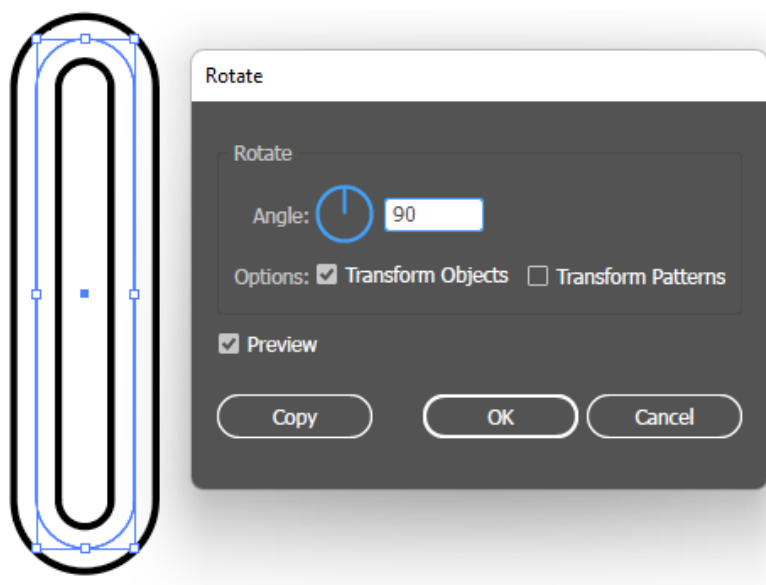 Rotate
Rotate
Angle: 90
Options: Transform Objects Transform Patterns
Preview
Copy OK Cancel